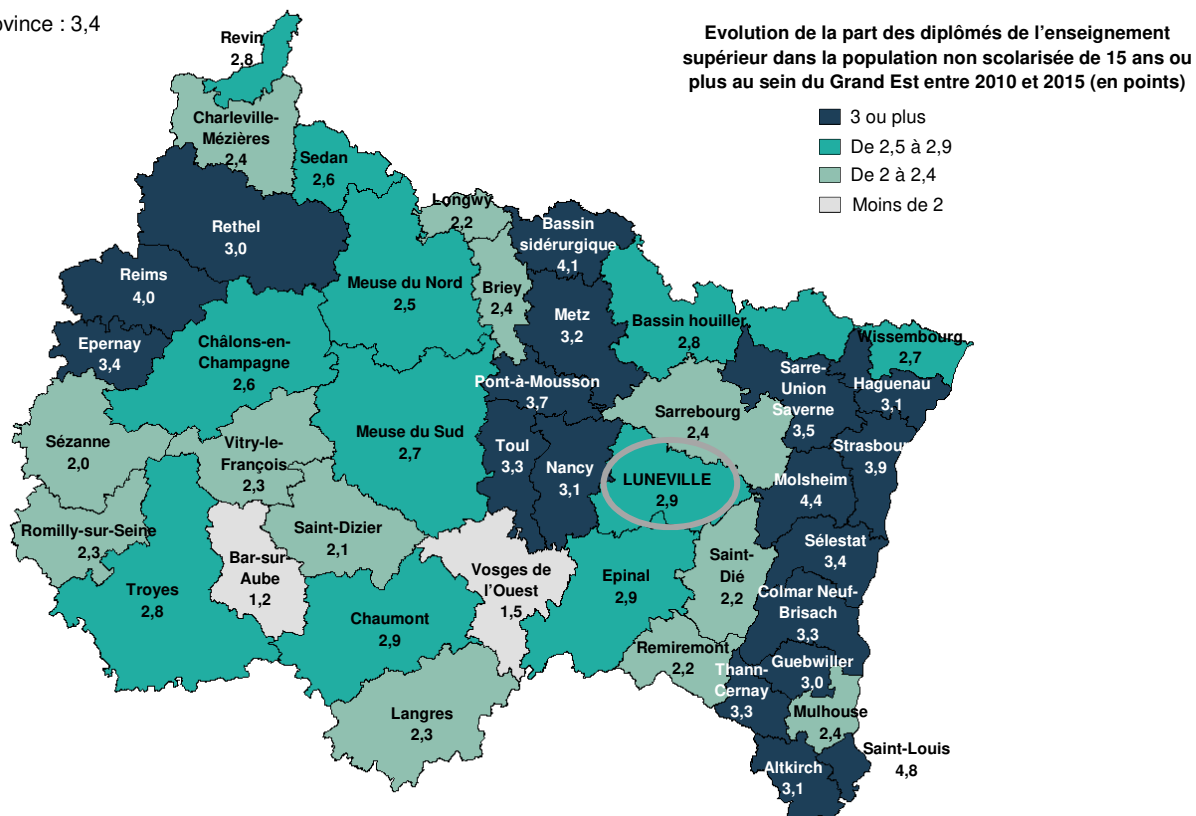 ovince : 3,4
Evolution de la part des diplômés de l'enseignement
supérieur dans la population non scolarisée de 15 ans ou
plus au sein du Grand Est entre 2010 et 2015 (en points)
3 ou plus
De 2,5 à 2,9
De 2 à 2,4
Moins de 2
Revin
2,8
Charleville-
Mézières
2,4
Sedan
2,6
Longwy
2,2
Rethel
3,0
Bassin
sidérurgique
4,1
Reims
4,0
Meuse du Nord
2,5
Briey
2,4
Metz
3,2
Bassin houiller
2,8
Wissembourg
2,7
Epernay
3,4
Châlons-en-
Champagne
2,6
Pont-à-Mousson
3,7
Sarre-
Union
Saverne
3,5
Haguenau
3,1
Sézanne
2,0
Vitry-le-
François
2,3
Meuse du Sud
2,7
Toul
3,3
Nancy
3,1
Sarrebourg
2,4
LUNEVILLE
2,9
Strasbour
3,9
Molsheim
4,4
Romilly-sur-Seine
2,3
Saint-Dizier
2,1
Sélestat
3,4
Troyes
2,8
Bar-sur-
Aube
1,2
Vosges de
l'Ouest
1,5
Epinal
2,9
Saint-
Dié
2,2
Colmar Neuf-
Brisach
3,3
Chaumont
2,9
Remiremont
2,2
Guebwiller
3,0
Thann-
Cernay
3,3
Langres
2,3
Mulhouse
2,4
Saint-Louis
4,8
Altkirch
3,1